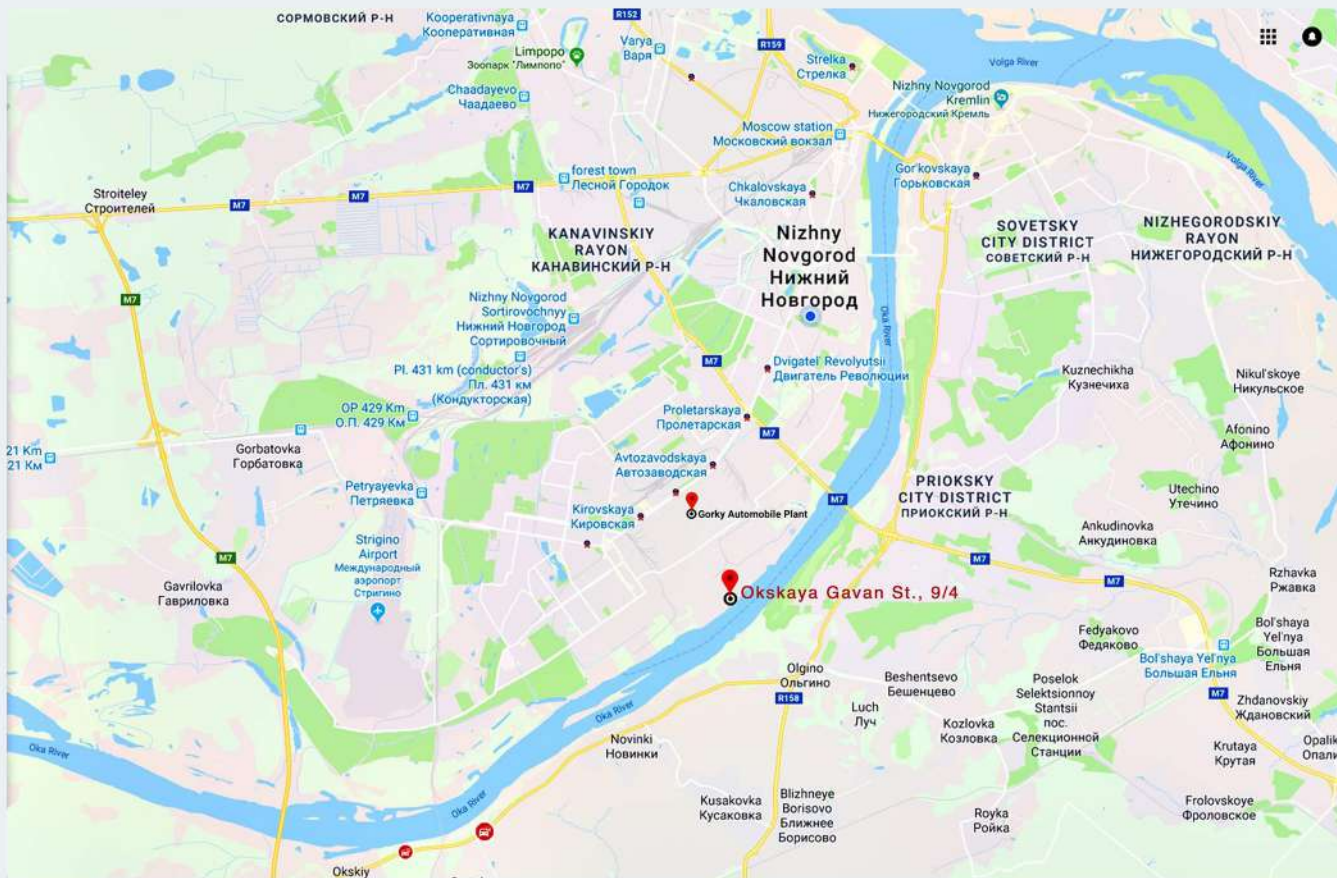 СОРМОВСКИЙ Р-Н
Kooperativnaya
Кооперативная
R152
Varya
Варя
R159
Limpopo
Зоопарк "Лимпопо"
Strelka
Стрелка
Volga River
Chaadayevo
Чаадаево
Nizhny Novgorod
Kremlin
Нижегородский Кремль
Moscow station
Московский вокзал
Volga River
forest town
Лесной Городок
Gor'kovskaya
Горьковская
M7
M7
M7
Stroiteley
Строителей
Chkalovskaya
Чкаловская
KANAVINSKIY
RAYON
КАНАВИНСКИЙ Р-Н
Nizhny
Novgorod
Нижний
Новгород
SOVETSKY
CITY DISTRICT
СОВЕТСКИЙ Р-Н
NIZHEGORODSKIY
RAYON
НИЖЕГОРОДСКИЙ Р-Н
M7
Nizhny Novgorod
Sortirovochnyy
Нижний Новгород
Сортировочный
Oka River
Pl. 431 km (conductor's)
Пл. 431 км
(Кондукторская)
M7
Dvigatel' Revolyutsii
Двигатель Революции
Kuznechikha
Кузнечиха
Nikul'skoye
Никульское
OP 429 Km
О.П. 429 Км
Proletarskaya
Пролетарская
M7
Afonino
Афонино
21 Km
21 Км
Gorbatovka
Горбатовка
Avtozavodskaya
Автозаводская
Petryayevka
Петряевка
PRIOKSKY
CITY DISTRICT
ПРИОКСКИЙ Р-Н
M7
Utechino
Утечино
Kirovskaya
Кировская
Gorky Automobile Plant
Ankudinovka
Анкудиновка
Strigino
Airport
Международный
аэропорт
Стригино
M7
M7
M7
Gavrilovka
Гавриловка
Okskaya Gavan St., 9/4
Rzhavka
Ржавка
Fedyakovo
Федяково
Bol'shaya
Yel'nya
Большая
Ельня
Bol'shaya Yel'nya
Большая Ельня
Olgino
Ольгино
R158
Beshentsevo
Бешенцево
Poselok
Selektsionnoy
Stantsii
пос.
Селекционной
Станции
M7
Zhdanovskiy
Ждановский
Luch
Луч
Kozlovka
Козловка
Oka River
Oka River
Novinki
Новинки
Krutaya
Крутая
Opalik
Опали
Oka River
Kusakovka
Кусаковка
Blizhneye
Borisovo
Ближнее
Борисово
Royka
Ройка
Frolovskoye
Фроловское
Okskiy